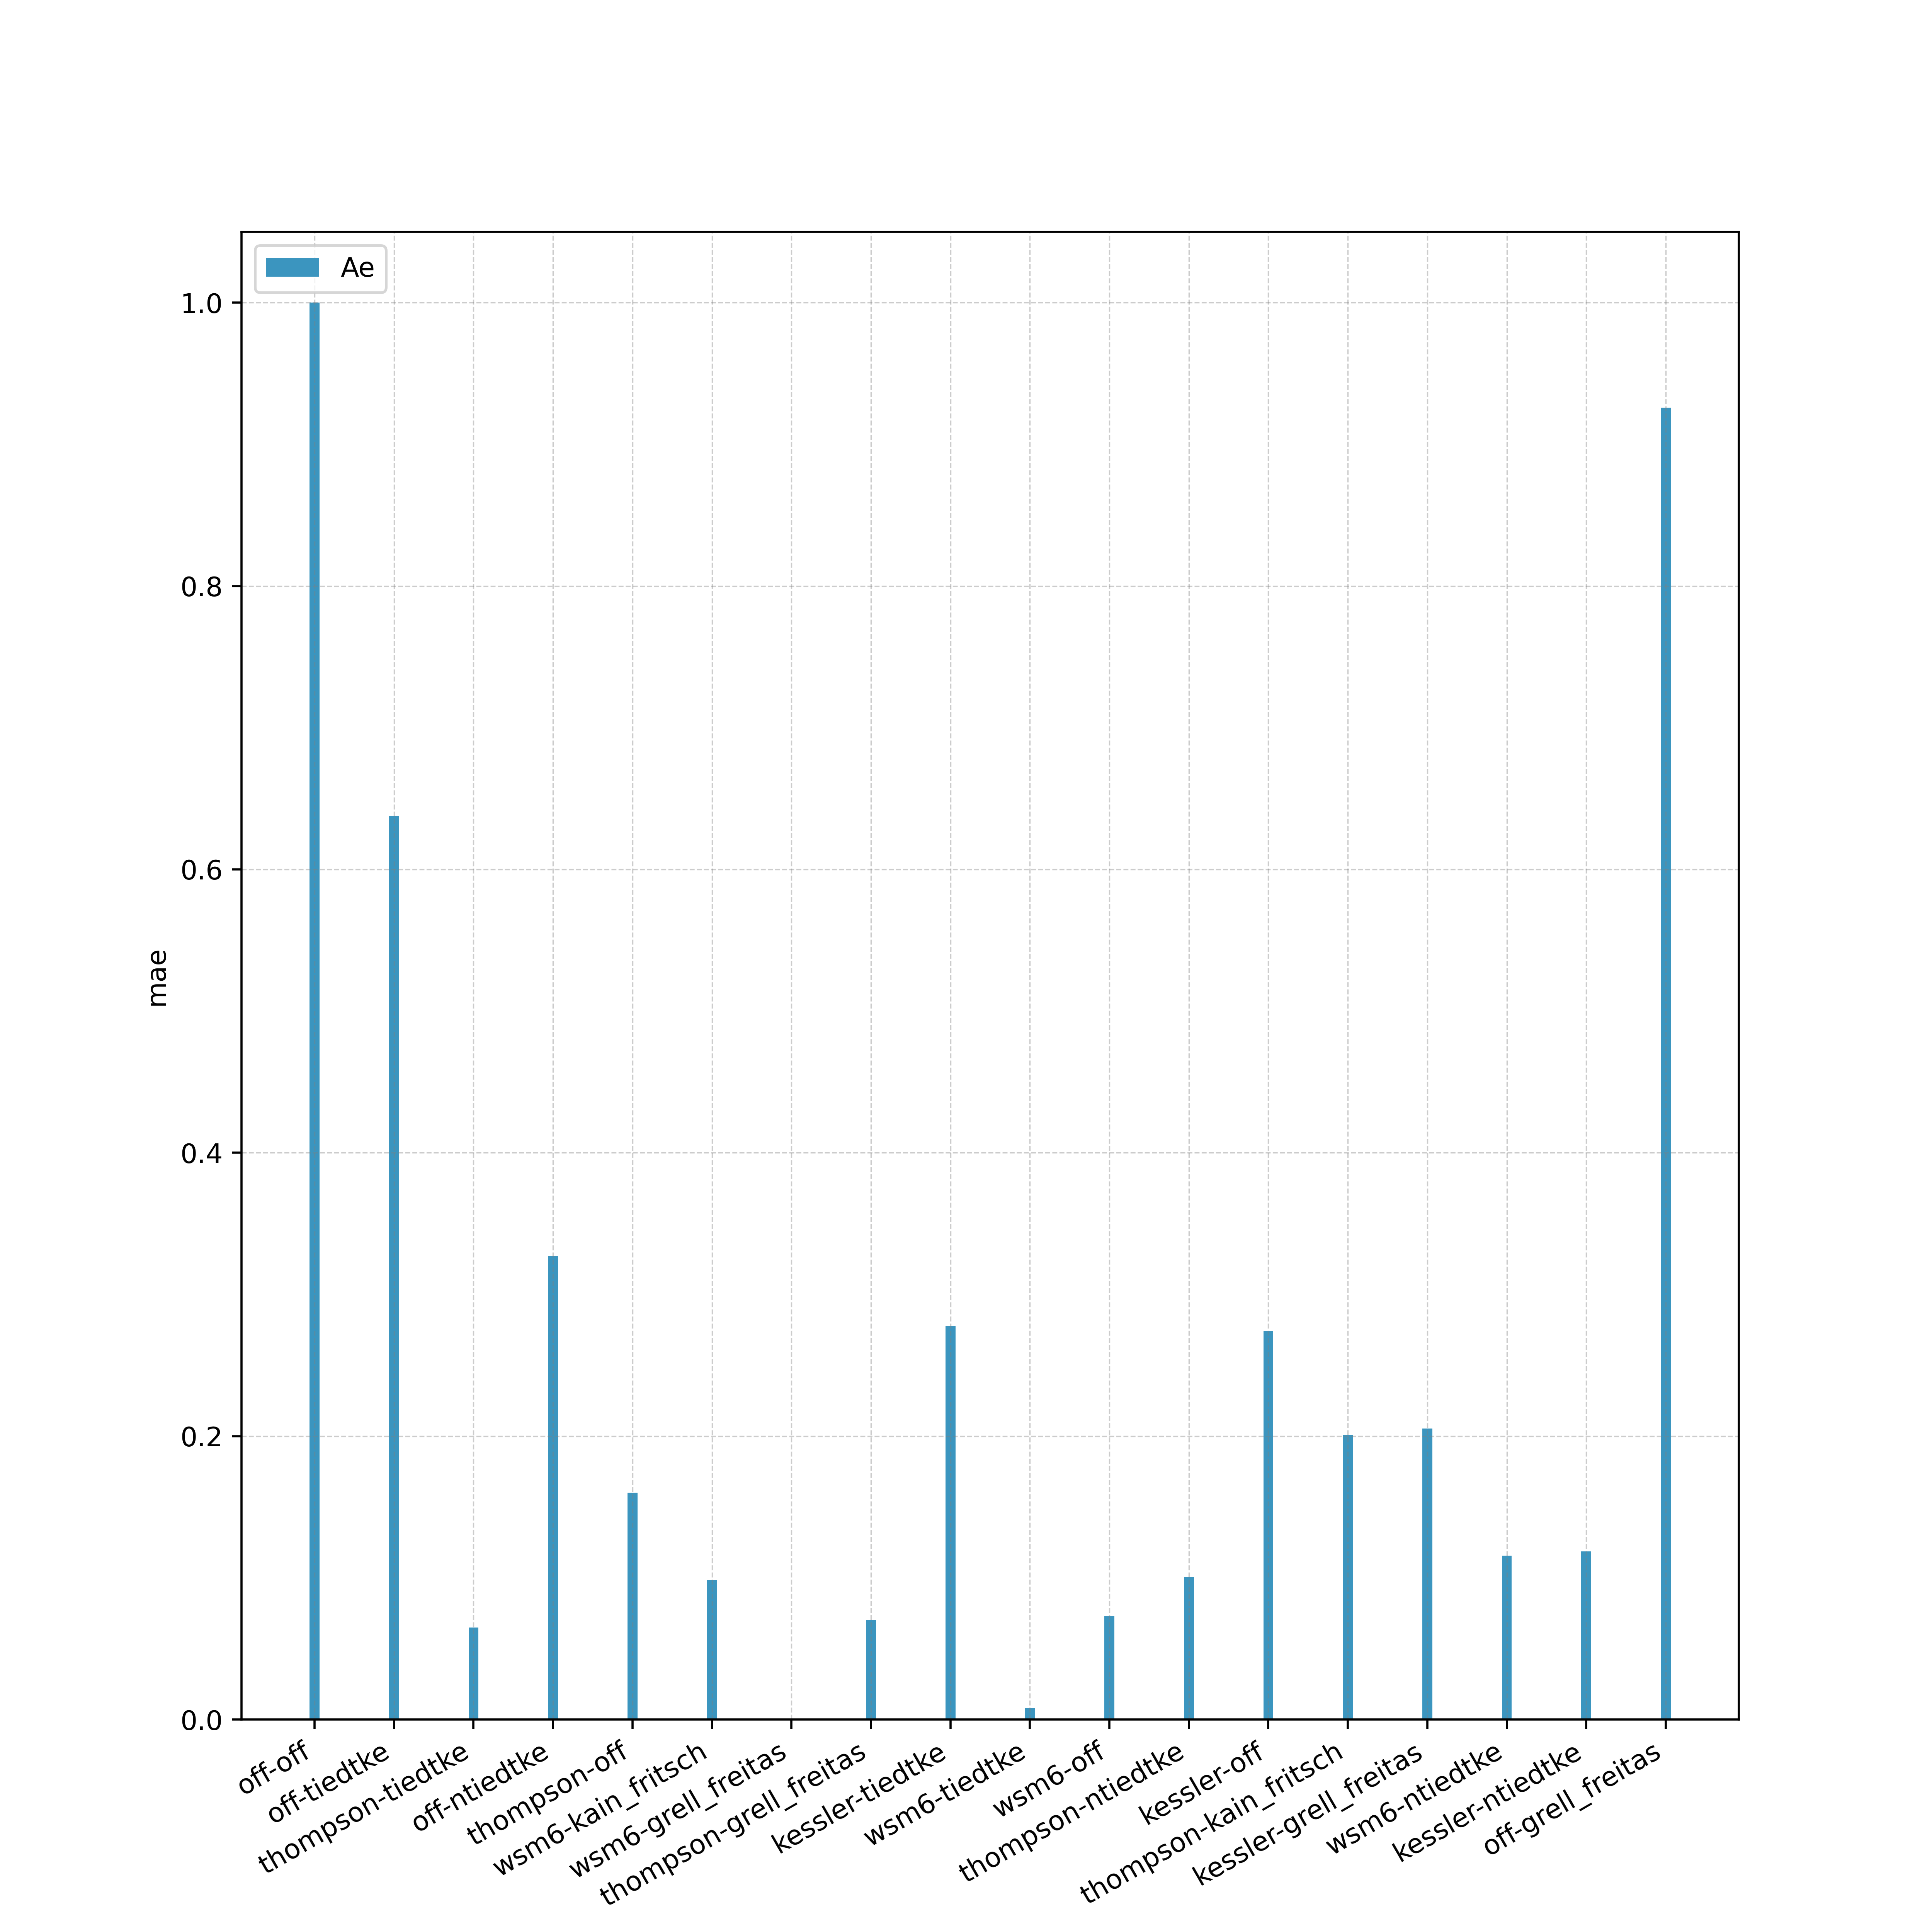 Ae
1.0
0.8
0.6
0.4
0.2
0.0
mae
off-off
off-tiedtke
thompson-tiedtke
off-ntiedtke
thompson-off
wsm6-kain_fritsch
wsm6-grell_freitas
thompson-grell_freitas
kessler-tiedtke
wsm6-tiedtke
wsm6-off
thompson-ntiedtke
kessler-off
thompson-kain_fritsch
kessler-grell_freitas
wsm6-ntiedtke
kessler-ntiedtke
off-grell_freitas